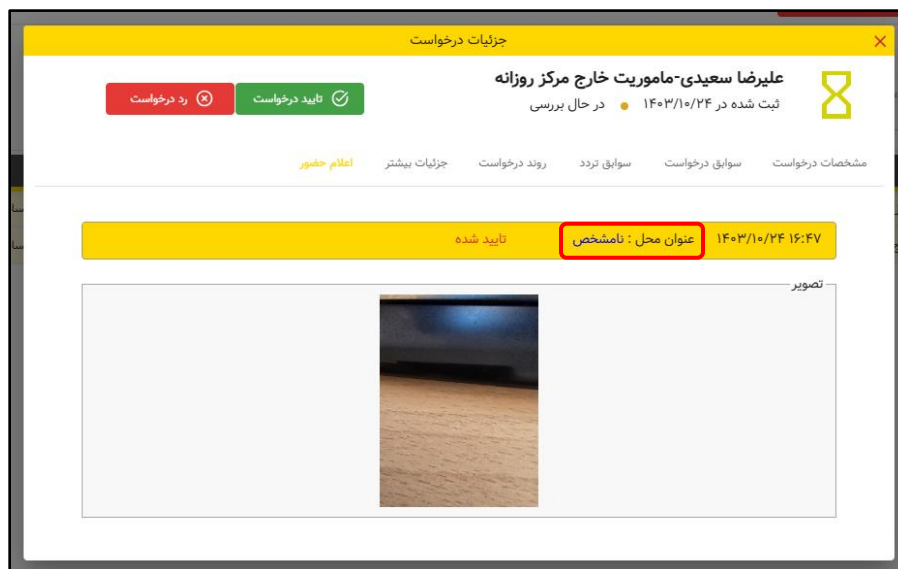 جزئیات درخواست
علیرضا سعیدی-ماموریت خارج مرکز روزانه
ثبت شده در ۱۴۰۳/۱۰/۲۴ در حال بررسی
تایید درخواست
رد درخواست
مشخصات درخواست سوابق درخواست سوابق تردد روند درخواست جزئیات بیشتر اعلام حضور
۱۴۰۳/۱۰/۲۴ ۱۶:۴۷ عنوان محل : نامشخص تایید شده
تصویر